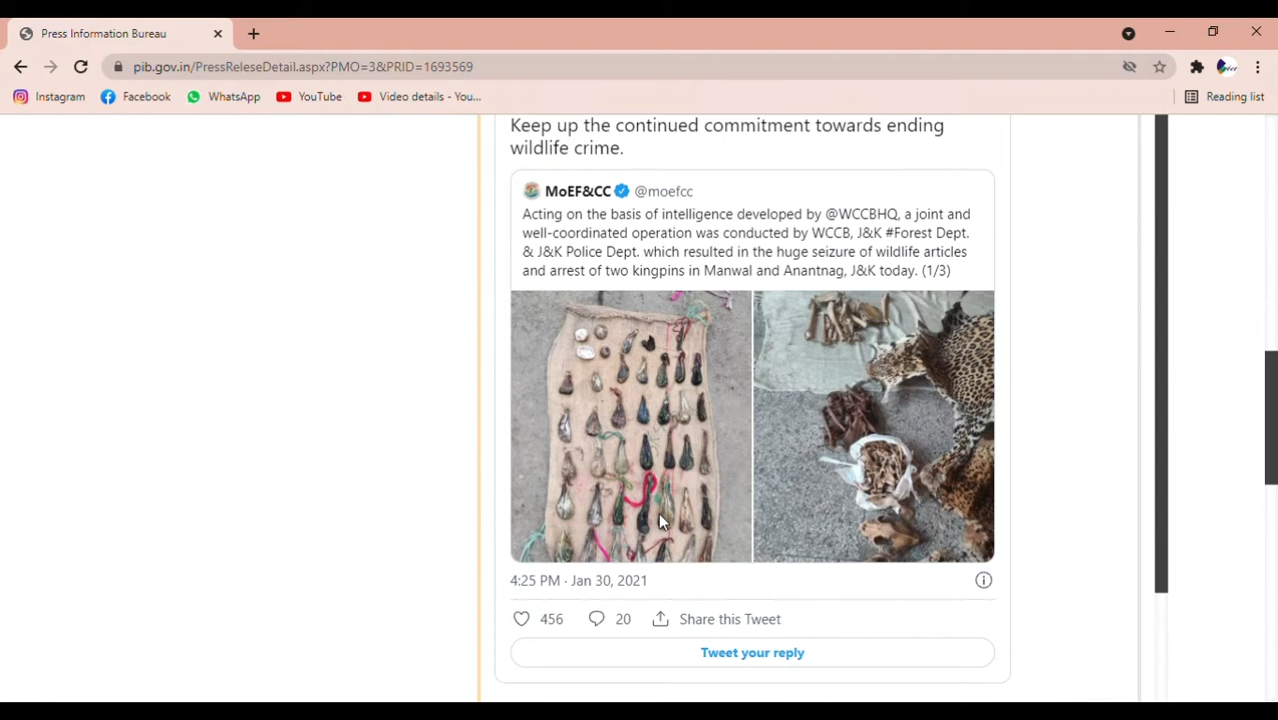 Press Information Bureau
pib.gov.in/PressReleseDetail.aspx?PMO=3&PRID=1693569
Instagram
Facebook
WhatsApp
YouTube
Video details - You...
Reading list
Keep up the continued commitment towards ending
wildlife crime.
MoEF&CC @moefcc
Acting on the basis of intelligence developed by @WCCBHQ, a joint and
well-coordinated operation was conducted by WCCB, J&K #Forest Dept.
& J&K Police Dept. which resulted in the huge seizure of wildlife articles
and arrest of two kingpins in Manwal and Anantnag, J&K today. (1/3)
4:25 PM · Jan 30, 2021
456 20 Share this Tweet
Tweet your reply